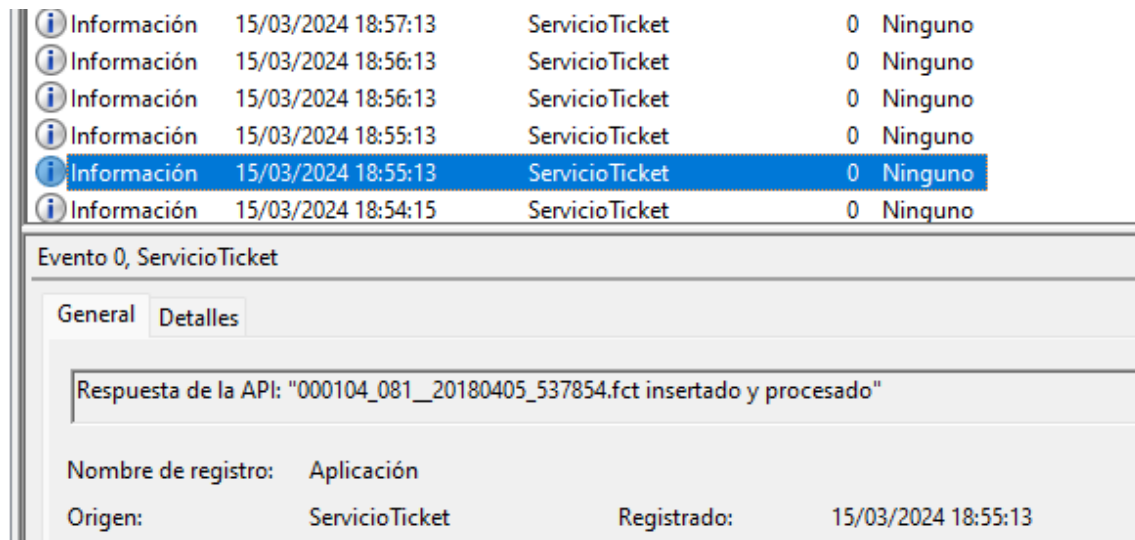 Información 15/03/2024 18:57:13 ServicioTicket 0 Ninguno
Información 15/03/2024 18:56:13 ServicioTicket 0 Ninguno
Información 15/03/2024 18:56:13 ServicioTicket 0 Ninguno
Información 15/03/2024 18:55:13 ServicioTicket 0 Ninguno
Información 15/03/2024 18:55:13 ServicioTicket 0 Ninguno
Información 15/03/2024 18:54:15 ServicioTicket 0 Ninguno
Evento 0, ServicioTicket
General Detalles
Respuesta de la API: "000104_081__20180405_537854.fct insertado y procesado"
Nombre de registro: Aplicación
Origen: ServicioTicket Registrado: 15/03/2024 18:55:13